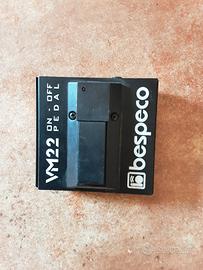 VM22
ON - OFF
PEDAL
bespeco